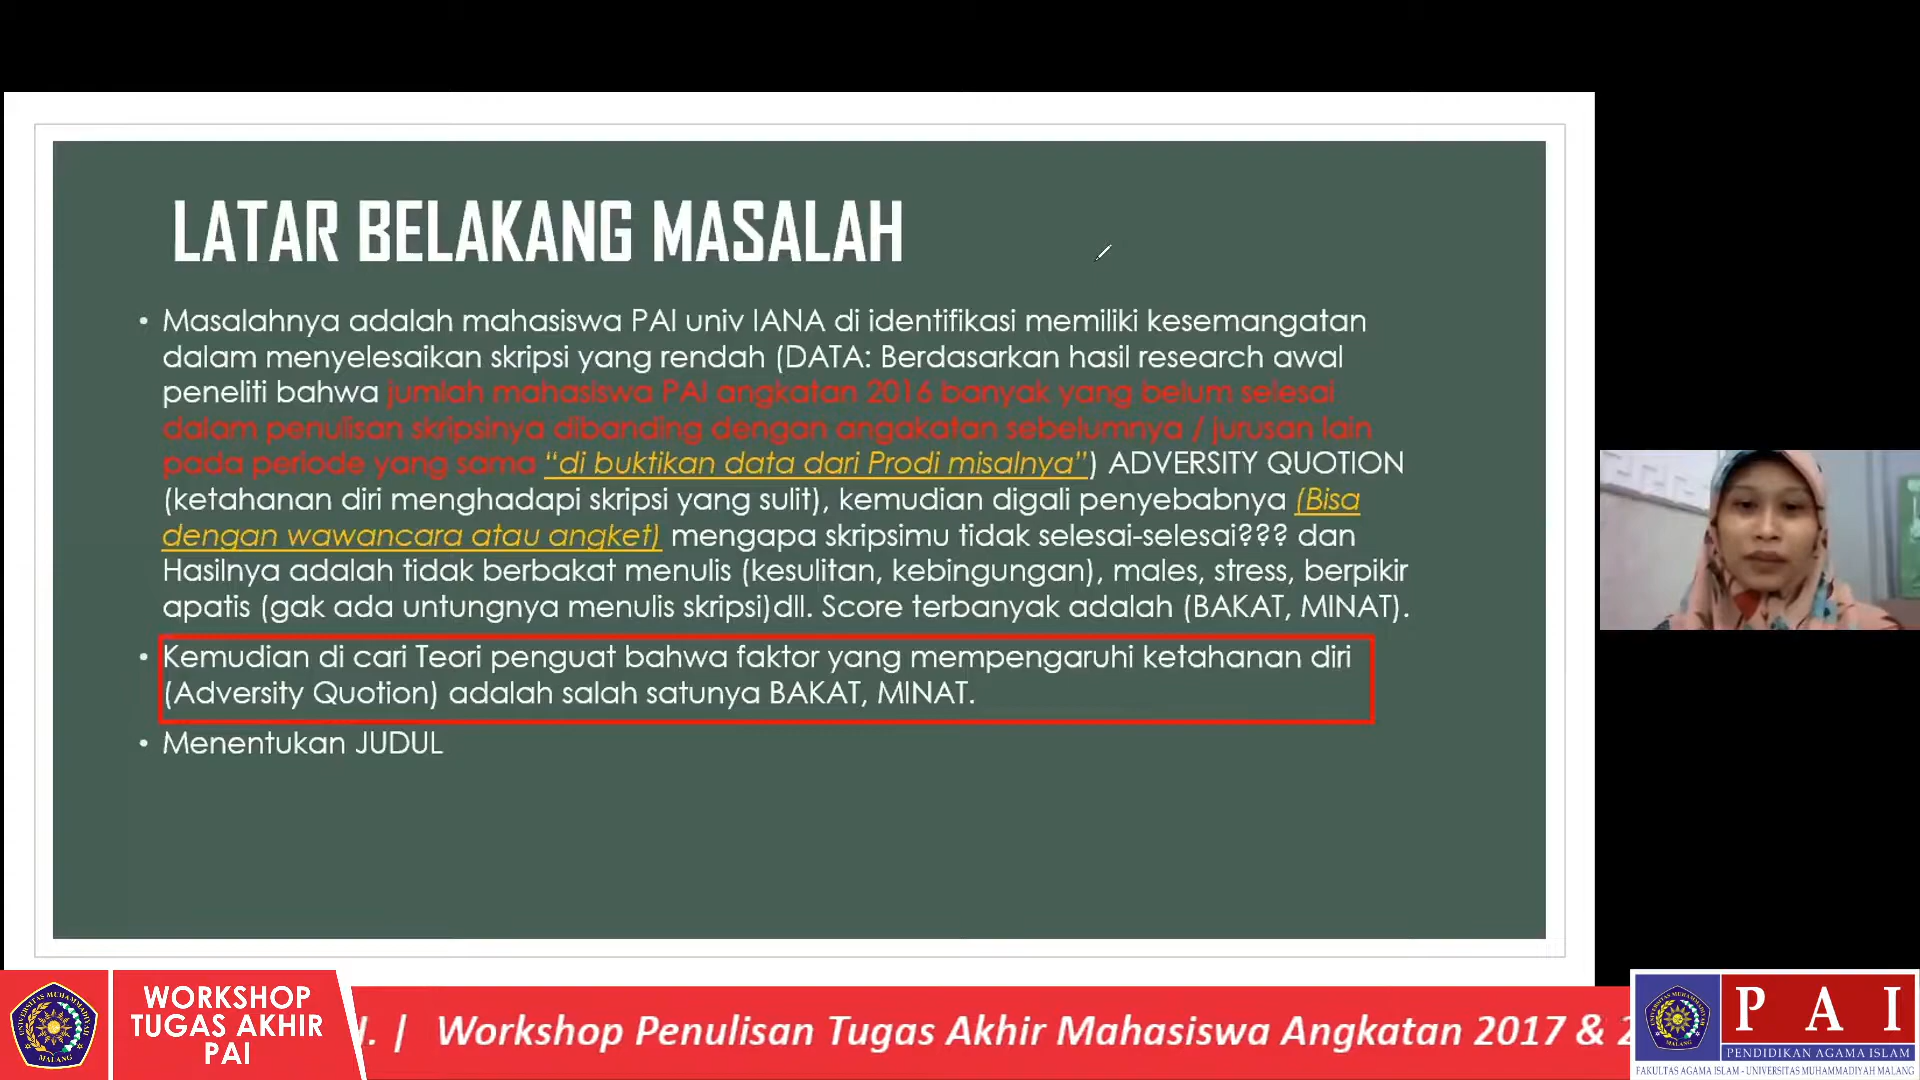 LATAR BELAKANG MASALAH
• Masalahnya adalah mahasiswa PAI univ IANA di identifikasi memiliki kesemangatan
dalam menyelesaikan skripsi yang rendah (DATA: Berdasarkan hasil research awal
peneliti bahwa jumlah mahasiswa PAI angkatan 2016 banyak yang belum selesai
dalam penulisan skripsinya dibanding dengan angakatan sebelumnya / jurusan lain
pada periode yang sama “di buktikan data dari Prodi misalnya”) ADVERSITY QUOTION
(ketahanan diri menghadapi skripsi yang sulit), kemudian digali penyebabnya (Bisa
dengan wawancara atau angket) mengapa skripsimu tidak selesai-selesai??? dan
Hasilnya adalah tidak berbakat menulis (kesulitan, kebingungan), males, stress, berpikir
apatis (gak ada untungnya menulis skripsi)dll. Score terbanyak adalah (BAKAT, MINAT).
• Kemudian di cari Teori penguat bahwa faktor yang mempengaruhi ketahanan diri
(Adversity Quotion) adalah salah satunya BAKAT, MINAT.
• Menentukan JUDUL
WORKSHOP
TUGAS AKHIR
PAI
. | Workshop Penulisan Tugas Akhir Mahasiswa Angkatan 2017 &
PAI
PENDIDIKAN AGAMA ISLAM
FAKULTAS AGAMA ISLAM - UNIVERSITAS MUHAMMADIYAH MALANG
UNIVERSITAS MUHAMMADIYAH
MALANG